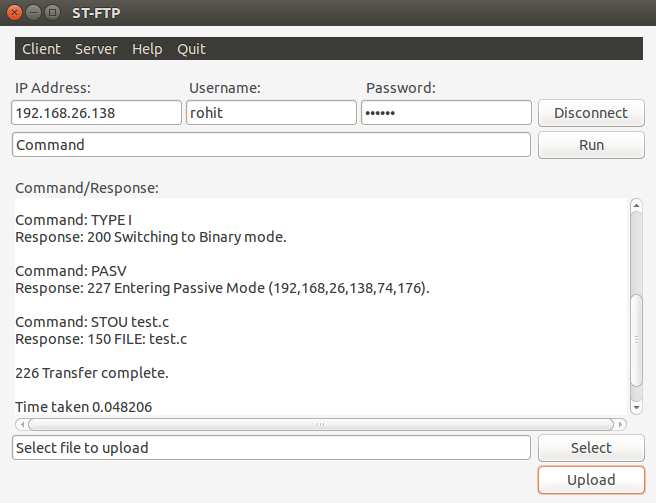 ST-FTP
Client Server Help Quit
IP Address: Username: Password:
192.168.26.138 rohit •••••• Disconnect
Command Run
Command/Response:
Command: TYPE I
Response: 200 Switching to Binary mode.
Command: PASV
Response: 227 Entering Passive Mode (192,168,26,138,74,176).
Command: STOU test.c
Response: 150 FILE: test.c
226 Transfer complete.
Time taken 0.048206
Select file to upload Select
Upload